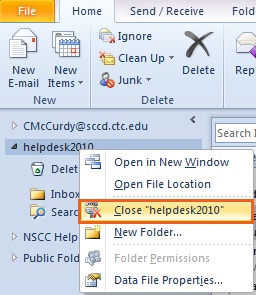 File
Home
Send / Receive
F
New E-mail
New Items
Ignore
Clean Up
Junk
Delete
Rep
New
Delete
CMcCurdy@sccd.ctc.edu
helpdesk2010
Delet
Inbox
Search
NSCC Help
Public Fold
Search I
Open in New Window
Open File Location
Close "helpdesk2010"
New Folder...
Folder Permissions
Data File Properties...